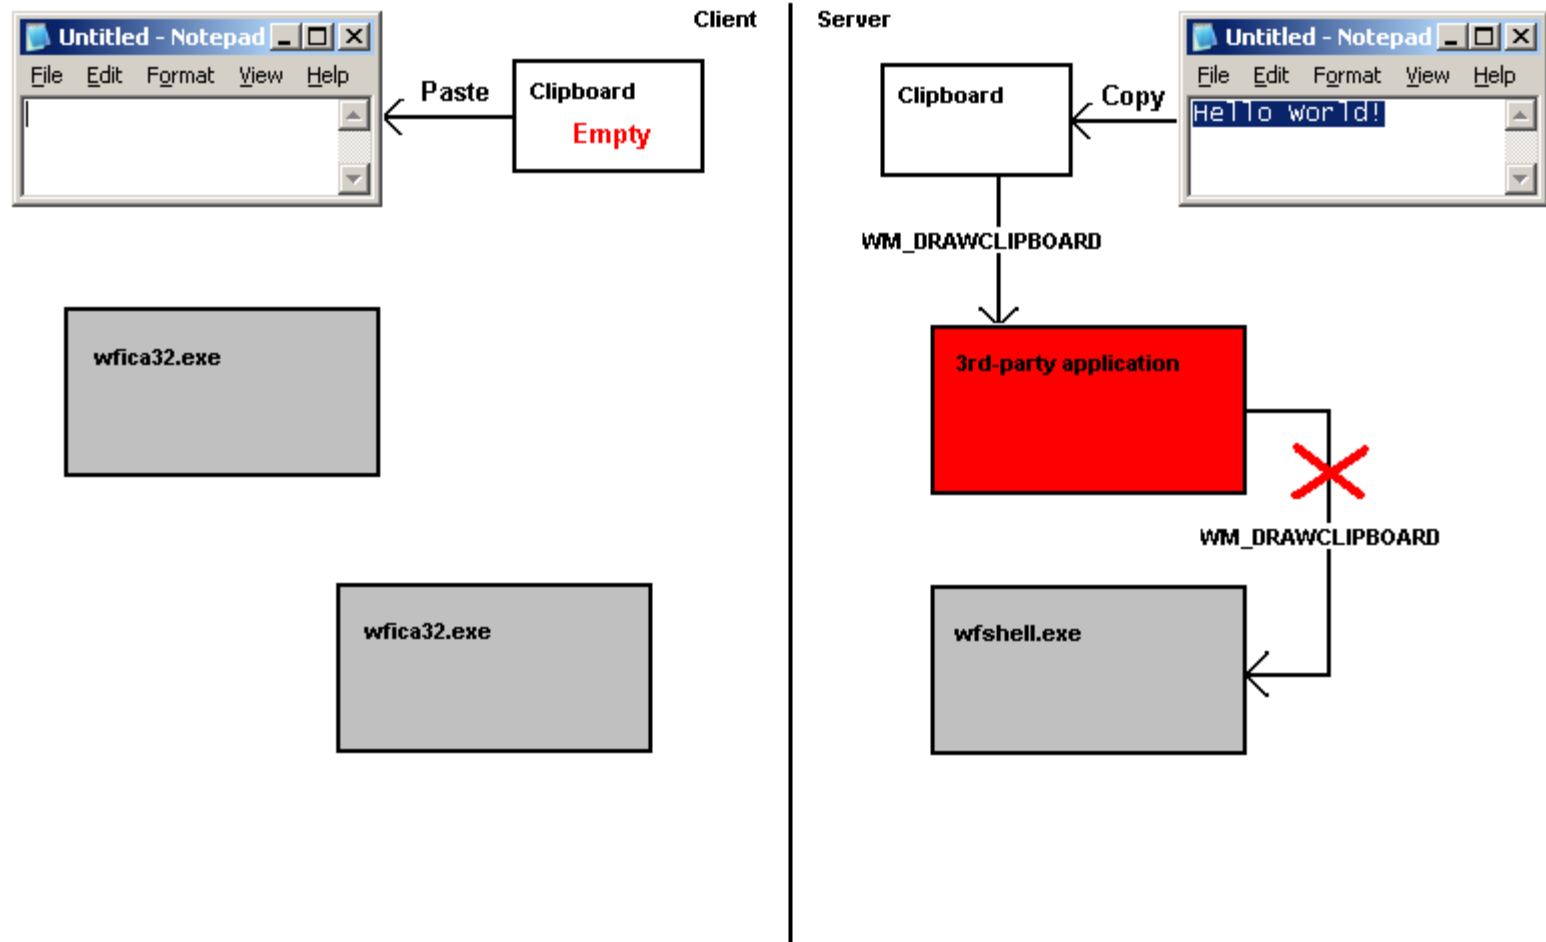 Client
Server
Untitled - Notepad
File Edit Format View Help
Paste
Clipboard
Empty
Clipboard
Copy
Untitled - Notepad
File Edit Format View Help
Hello world!
WM_DRAWCLIPBOARD
wfica32.exe
3rd-party application
WM_DRAWCLIPBOARD
wfica32.exe
wfshell.exe